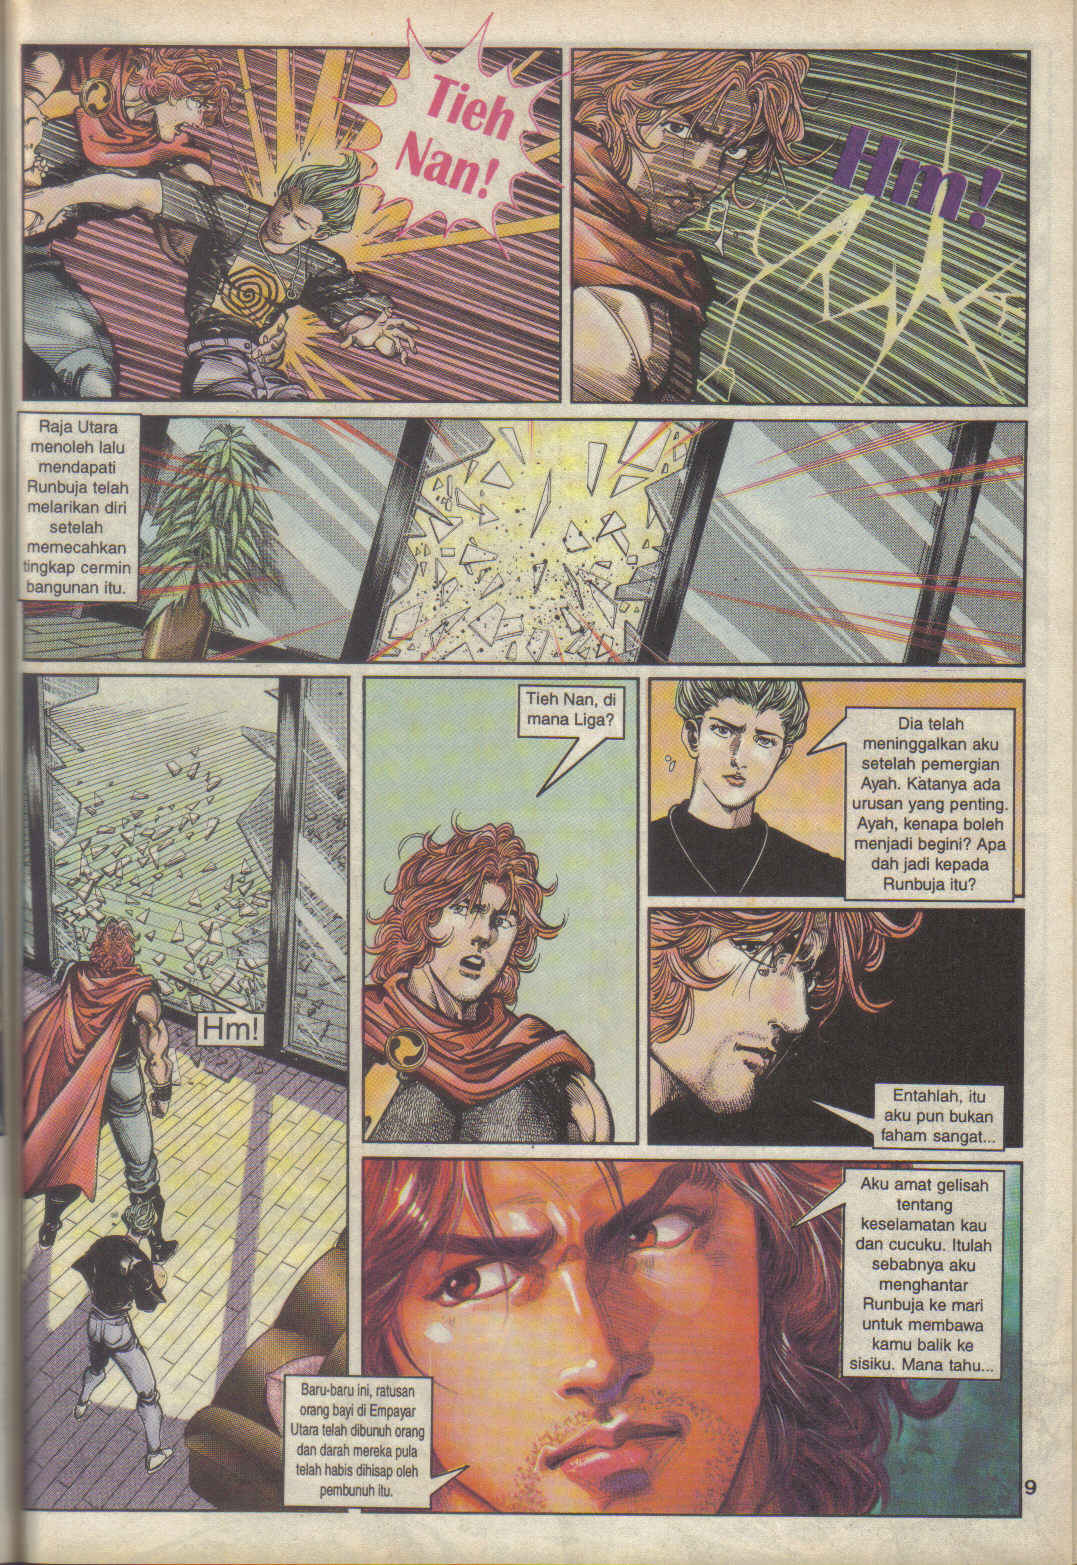 Tieh
Nan!
Hm!
Raja Utara
menoleh lalu
mendapati
Runbuja telah
melarikan diri
setelah
memecahkan
tingkap cermin
bangunan itu.
Hm!
Tieh Nan, di
mana Liga?
Dia telah
meninggalkan aku
setelah pemergian
Ayah. Katanya ada
urusan yang penting.
Ayah, kenapa boleh
menjadi begini? Apa
dah jadi kepada
Runbuja itu?
Entahlah, itu
aku pun bukan
faham sangat...
Aku amat gelisah
tentang
keselamatan kau
dan cucuku. Itulah
sebabnya aku
menghantar
Runbuja ke mari
untuk membawa
kamu balik ke
sisiku. Mana tahu...
Baru-baru ini, ratusan
orang bayi di Empayar
Utara telah dibunuh orang
dan darah mereka pula
telah habis dihisap oleh
pembunuh itu.
9